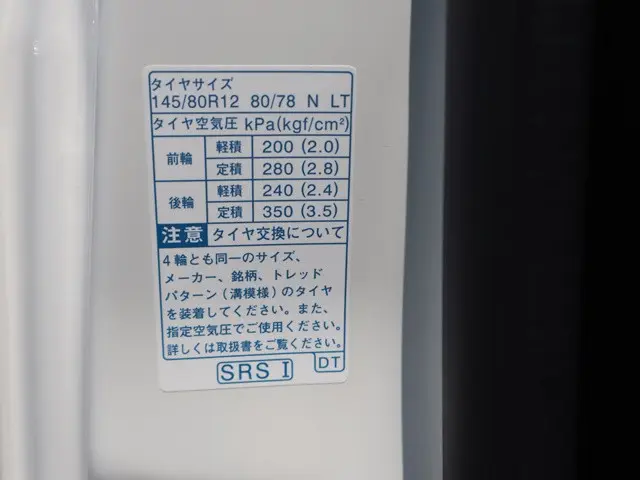 タイヤサイズ
145/80R12 80/78 N LT
タイヤ空気圧 kPa(kgf/cm²)
前輪 軽積 200 (2.0)
定積 280 (2.8)
後輪 軽積 240 (2.4)
定積 350 (3.5)
注意 タイヤ交換について
4輪とも同一のサイズ、
メーカー、銘柄、トレッド
パターン(溝模様)のタイヤ
を装着してください。また、
指定空気圧でご使用ください。
詳しくは取扱書をご覧ください。
SRS I DT